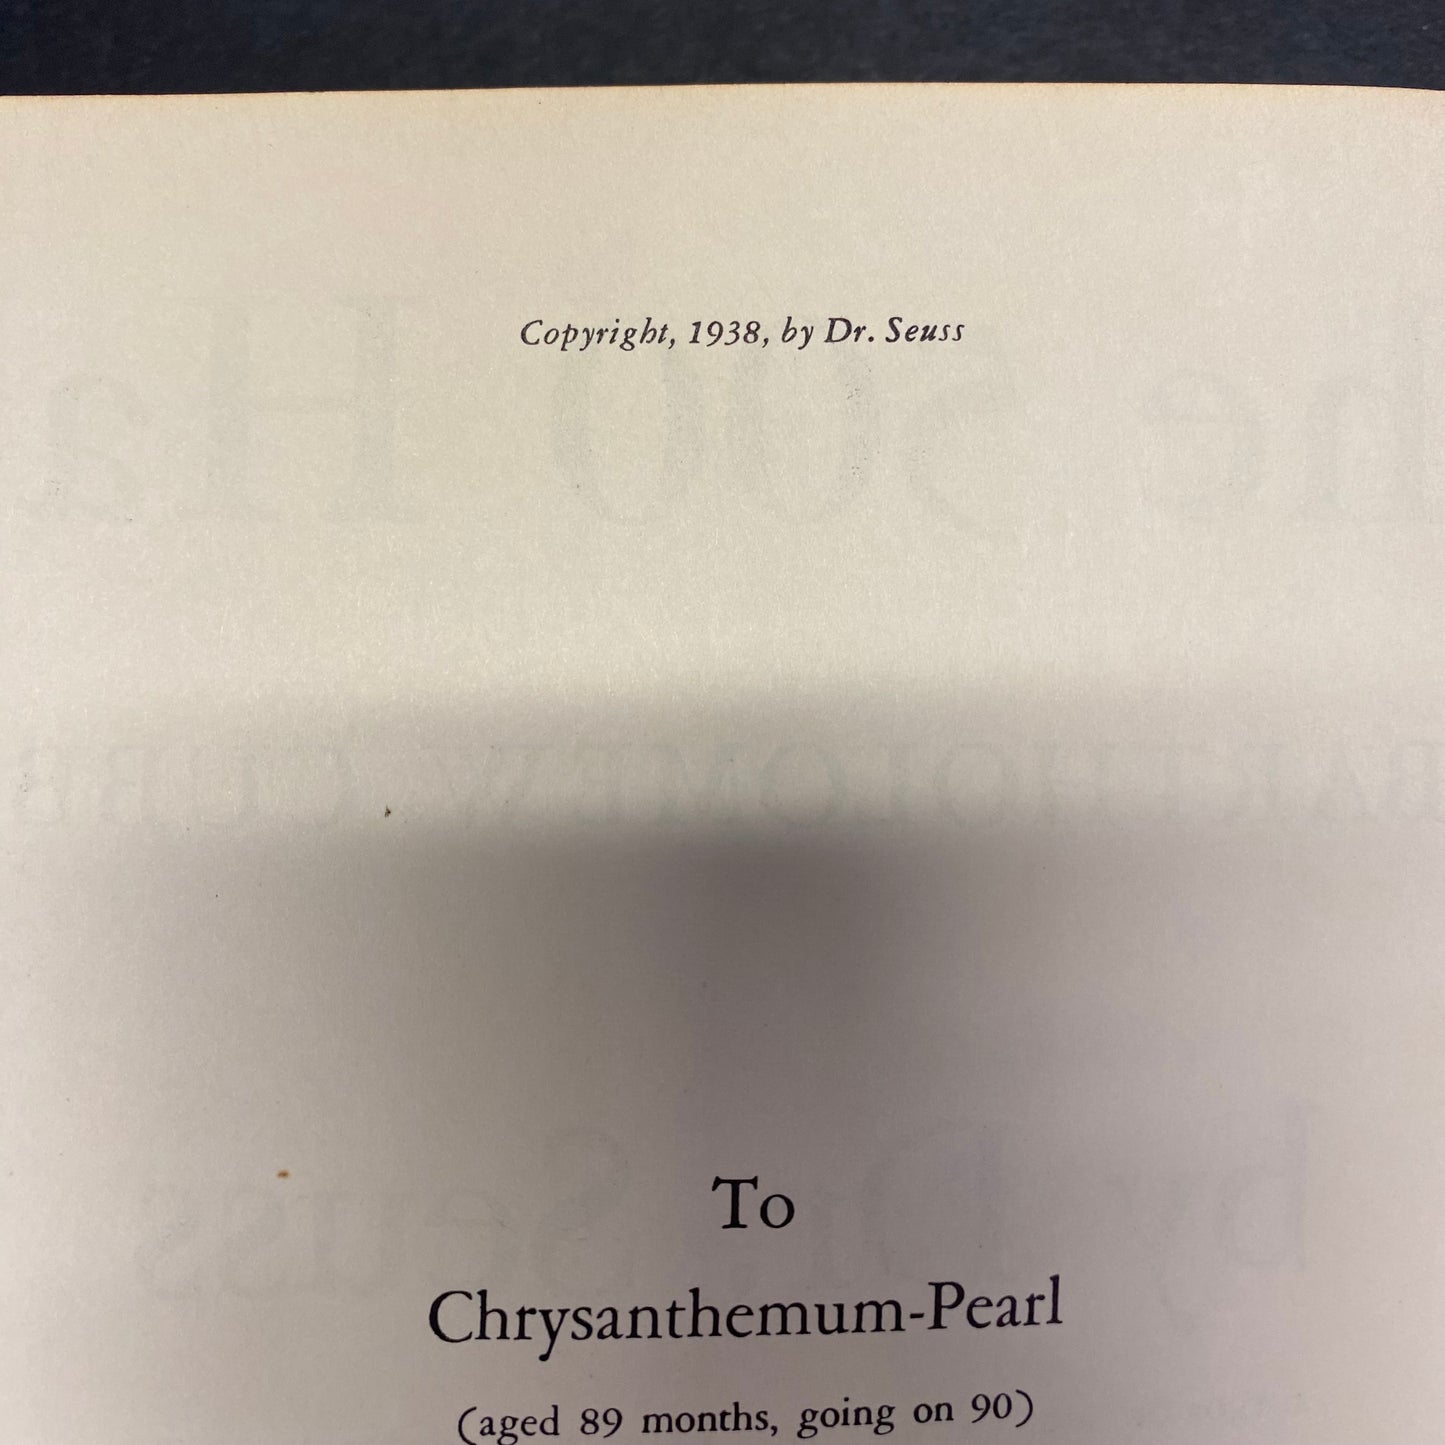 Copyright, 1938, by Dr. Seuss
To
Chrysanthemum-Pearl
(aged 89 months, going on 90)